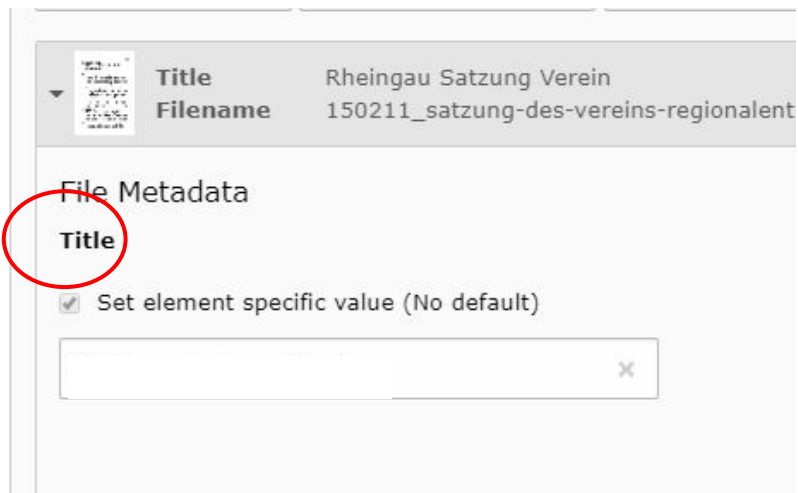 Title Rheingau Satzung Verein
Filename 150211_satzung-des-vereins-regionalent
File Metadata
Title
Set element specific value (No default)
×